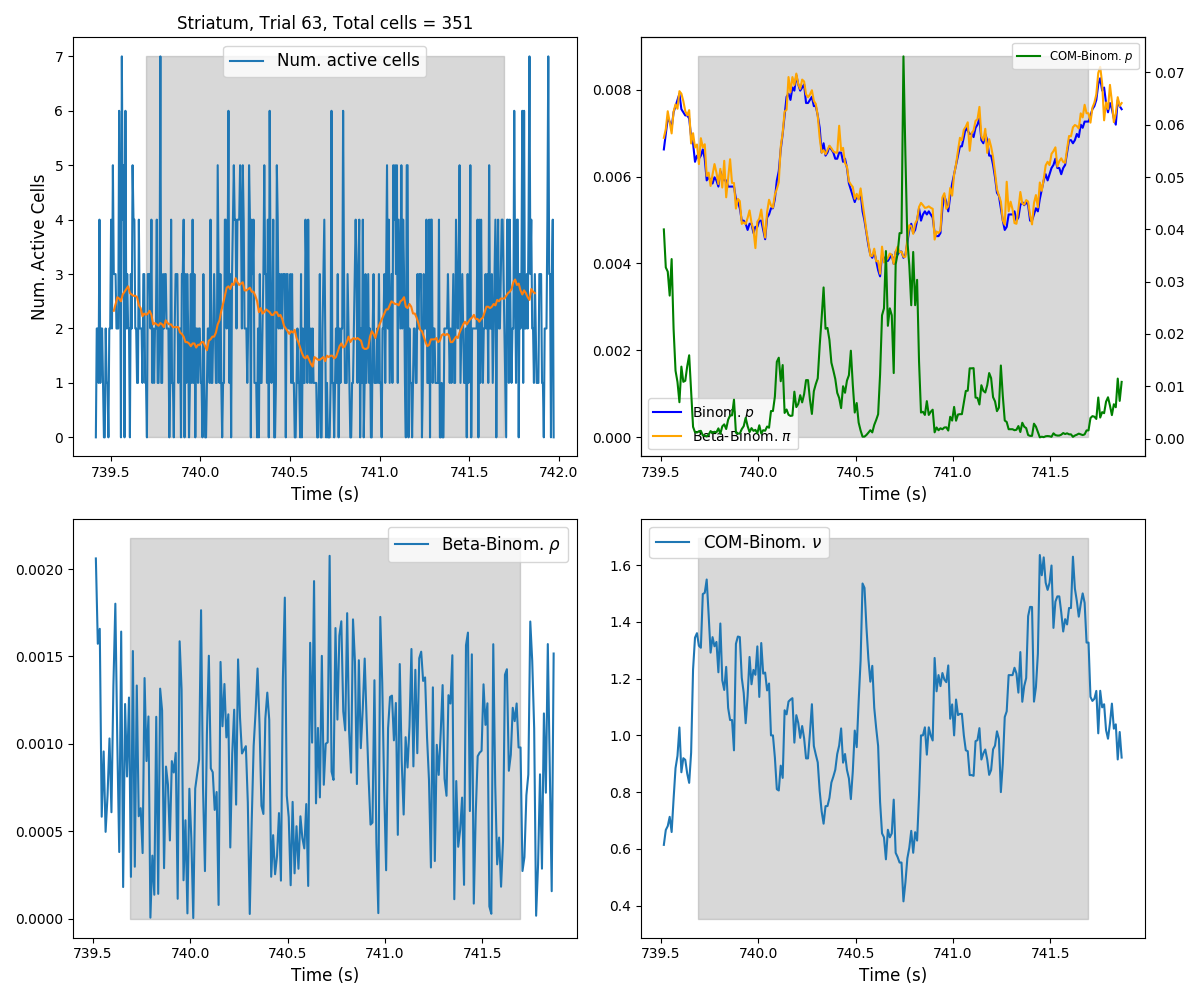 Striatum, Trial 63, Total cells = 351
Num. active cells
Num. Active Cells
7
6
5
4
3
2
1
0
739.5 740.0 740.5 741.0 741.5 742.0
Time (s)
COM-Binom. p
0.008
0.006
0.004
0.002
0.000
0.07
0.06
0.05
0.04
0.03
0.02
0.01
0.00
Binom. p
Beta-Binom. π
739.5 740.0 740.5 741.0 741.5
Time (s)
Beta-Binom. ρ
0.0020
0.0015
0.0010
0.0005
0.0000
739.5 740.0 740.5 741.0 741.5
Time (s)
COM-Binom. ν
1.6
1.4
1.2
1.0
0.8
0.6
0.4
739.5 740.0 740.5 741.0 741.5
Time (s)